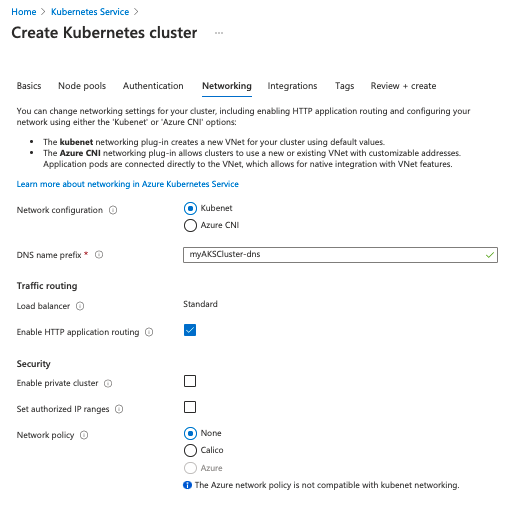 Home > Kubernetes Service >
Create Kubernetes cluster ...
Basics Node pools Authentication Networking Integrations Tags Review + create
You can change networking settings for your cluster, including enabling HTTP application routing and configuring your
network using either the 'Kubenet' or 'Azure CNI' options:
• The kubenet networking plug-in creates a new VNet for your cluster using default values.
• The Azure CNI networking plug-in allows clusters to use a new or existing VNet with customizable addresses.
Application pods are connected directly to the VNet, which allows for native integration with VNet features.
Learn more about networking in Azure Kubernetes Service
Network configuration Kubenet
Azure CNI
DNS name prefix * myAKSCluster-dns
Traffic routing
Load balancer Standard
Enable HTTP application routing
Security
Enable private cluster
Set authorized IP ranges
Network policy None
Calico
Azure
The Azure network policy is not compatible with kubenet networking.